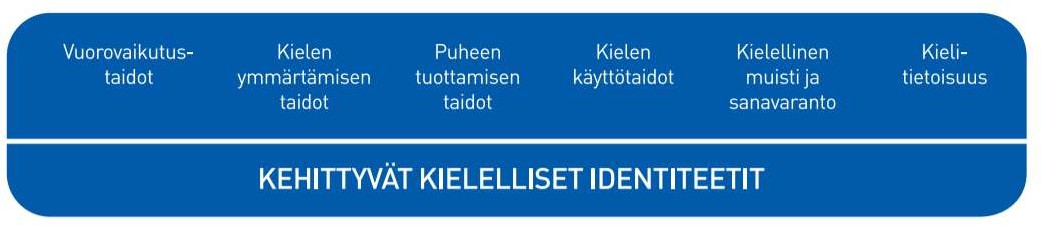 Vuorovaikutus-
taidot
Kielen
ymmärtämisen
taidot
Puheen
tuottamisen
taidot
Kielen
käyttötaidot
Kielellinen
muisti ja
sanavaranto
Kieli-
tietoisuus
KEHITTYVÄT KIELELLISET IDENTITEETIT